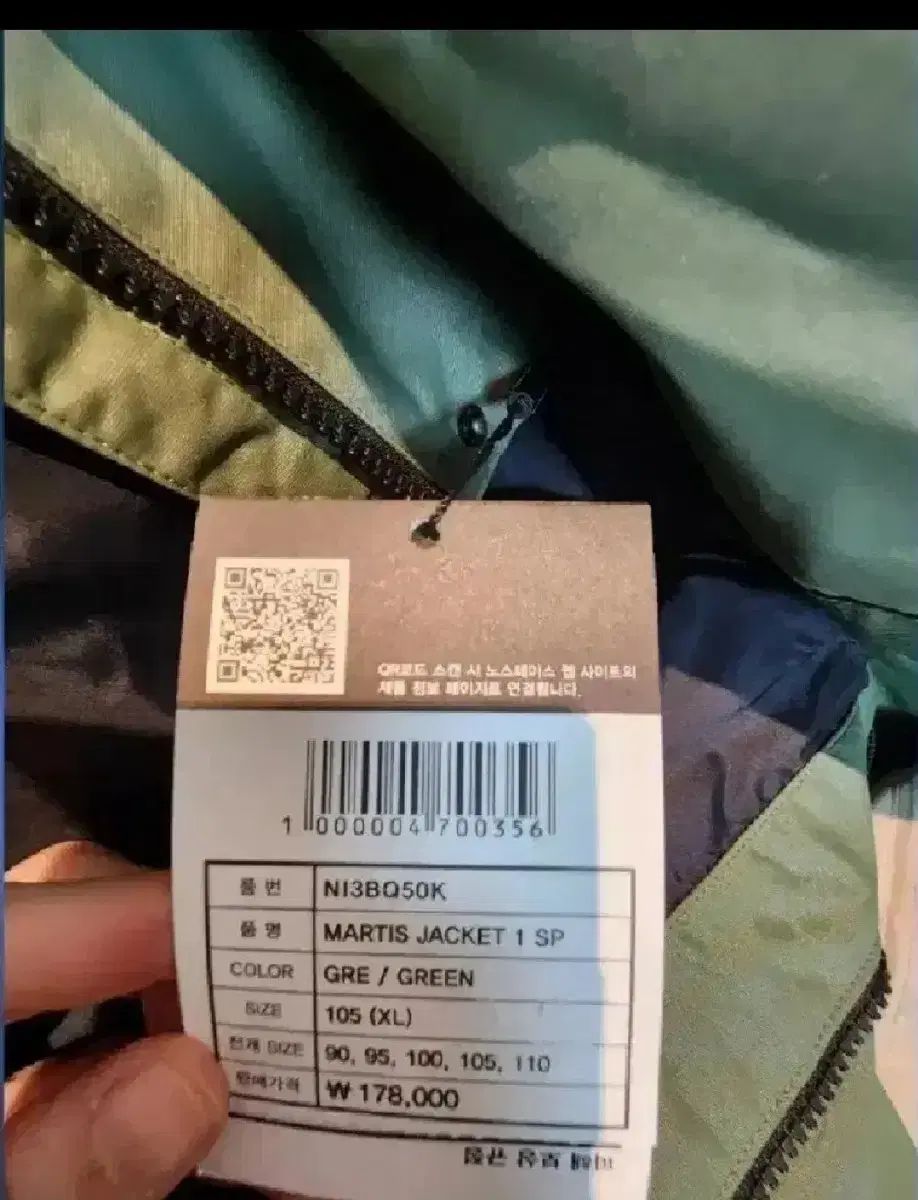 QR코드 스캔 시 노스페이스 웹 사이트의
제품 정보 페이지로 연결됩니다.
1 000004 700356
품 번 NI3BQ50K
품 명 MARTIS JACKET 1 SP
COLOR GRE / GREEN
SIZE 105 (XL)
전개 SIZE 90, 95, 100, 105, 110
판매가격 ₩ 178,000